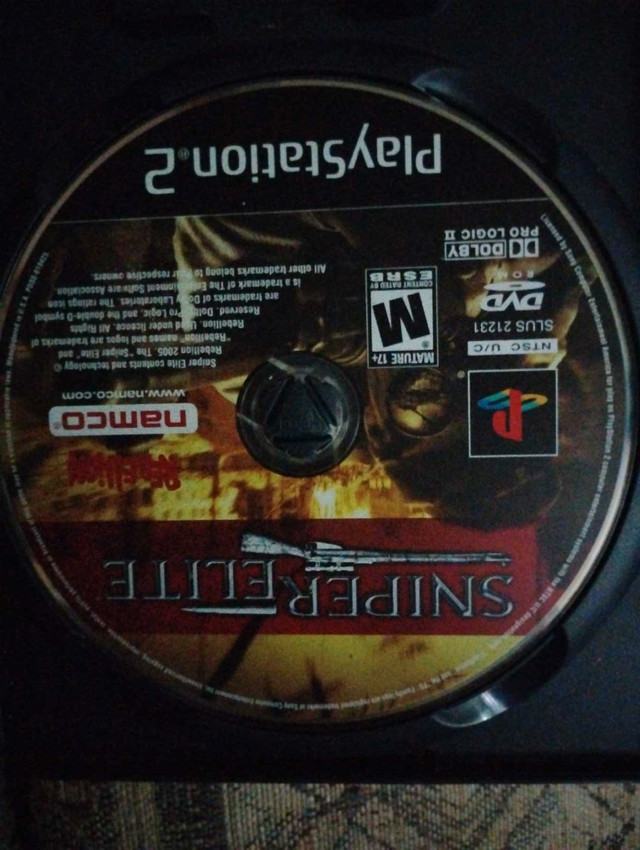 SNIPER ELITE
REBELLION
namco®
www.namco.com
Sniper Elite contents and technology ©
Rebellion 2005. The "Sniper Elite" and
"Rebellion" names and logos are trademarks of
Rebellion. Used under licence. All Rights
Reserved. Dolby, Pro Logic, and the double-D symbol
are trademarks of Dolby Laboratories. The ratings icon
is a trademark of the Entertainment Software Association.
All other trademarks belong to their respective owners.
MATURE 17+
M®
CONTENT RATED BY
ESRB
NTSC U/C
SLUS 21231
DVD
ROM
DOLBY
PRO LOGIC II
PlayStation®2